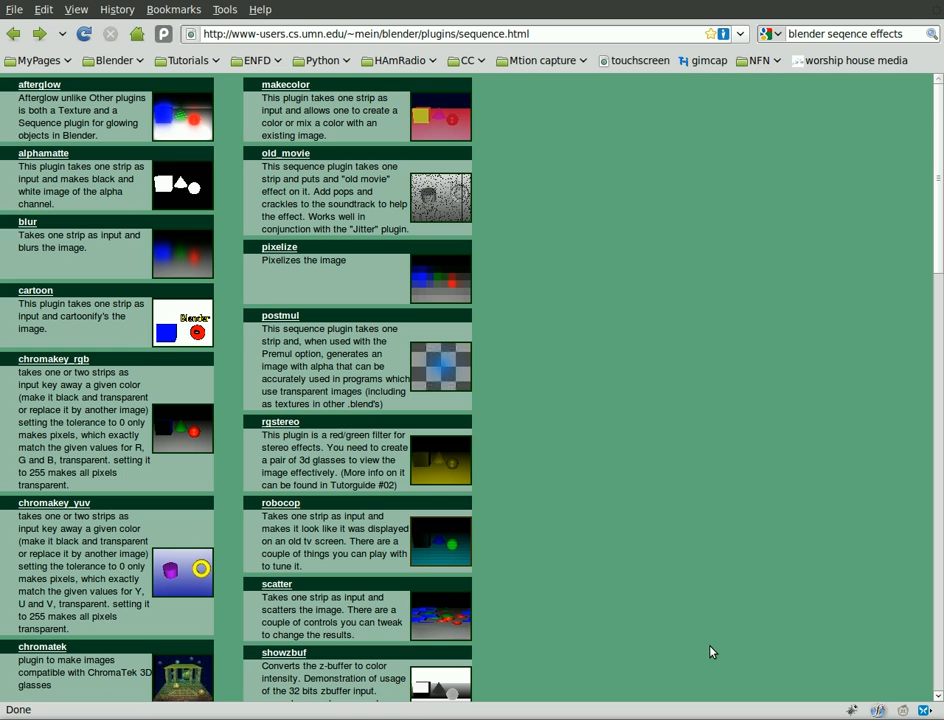 File Edit View History Bookmarks Tools Help
http://www-users.cs.umn.edu/~mein/blender/plugins/sequence.html
blender seqence effects
MyPages Blender Tutorials ENFD Python HAmRadio CC Mtion capture touchscreen gimcap NFN worship house media
afterglow
Afterglow unlike Other plugins
is both a Texture and a
Sequence plugin for glowing
objects in Blender.
alphamatte
This plugin takes one strip as
input and makes black and
white image of the alpha
channel.
blur
Takes one strip as input and
blurs the image.
cartoon
This plugin takes one strip as
input and cartoonify's the
image.
Blender
chromakey_rgb
takes one or two strips as
input key away a given color
(make it black and transparent
or replace it by another image)
setting the tolerance to 0 only
makes pixels, which exactly
match the given values for R,
G and B, transparent. setting it
to 255 makes all pixels
transparent.
chromakey_yuv
takes one or two strips as
input key away a given color
(make it black and transparent
or replace it by another image)
setting the tolerance to 0 only
makes pixels, which exactly
match the given values for Y,
U and V, transparent. setting it
to 255 makes all pixels
transparent.
chromatek
plugin to make images
compatible with ChromaTek 3D
glasses
makecolor
This plugin takes one strip as
input and allows one to create a
color or mix a color with an
existing image.
old_movie
This sequence plugin takes one
strip and puts and "old movie"
effect on it. Add pops and
crackles to the soundtrack to help
the effect. Works well in
conjunction with the "Jitter" plugin.
pixelize
Pixelizes the image
postmul
This sequence plugin takes one
strip and, when used with the
Premul option, generates an
image with alpha that can be
accurately used in programs which
use transparent images (including
as textures in other .blend's)
rgstereo
This plugin is a red/green filter for
stereo effects. You need to create
a pair of 3d glasses to view the
image effectively. (More info on it
can be found in Tutorguide #02)
robocop
Takes one strip as input and
makes it look like it was displayed
on an old tv screen. There are a
couple of things you can play with
to tune it.
scatter
Takes one strip as input and
scatters the image. There are a
couple of controls you can tweak
to change the results.
showzbuf
Converts the z-buffer to color
intensity. Demonstration of usage
of the 32 bits zbuffer input.
Done